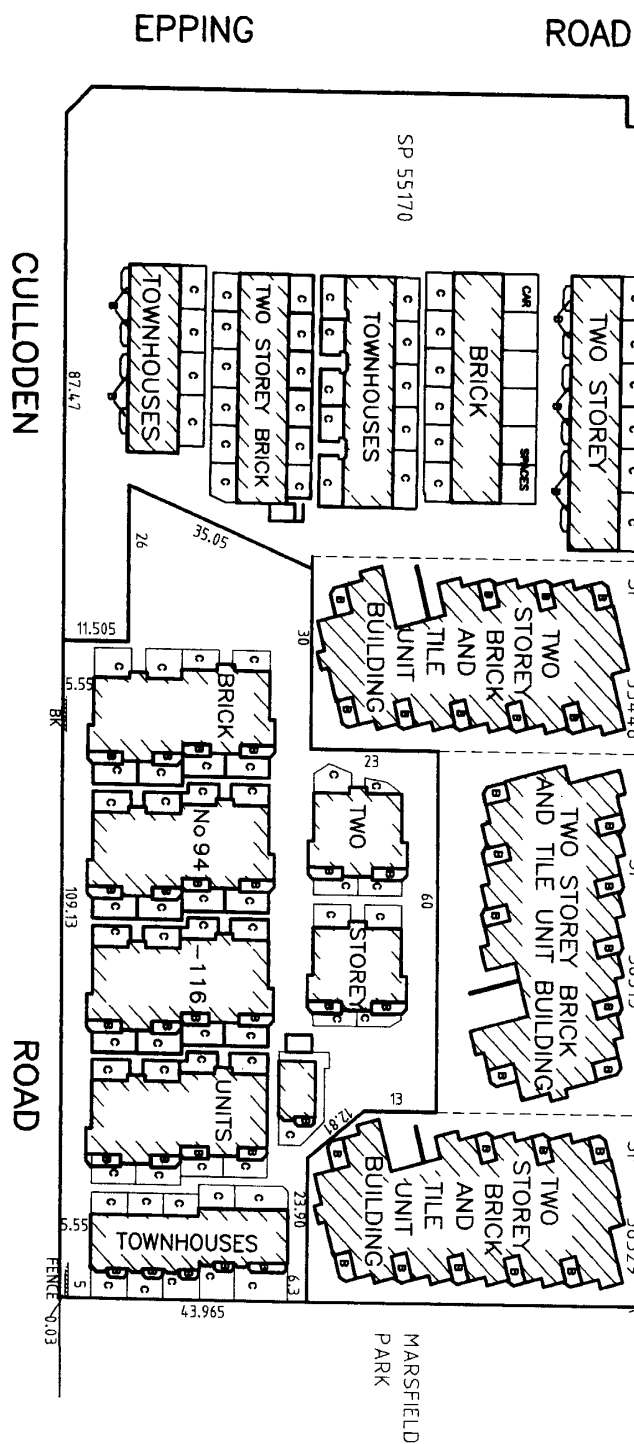 EPPING ROAD
SP 55170
CULLODEN
ROAD
TOWNHOUSES
TWO STOREY BRICK
TOWNHOUSES
CAR
SPACES
BRICK
TWO STOREY
C C C C
C C C C C C
C C C C C C
C C C C C C
C C C C C C
B B B
B
B
87.47
26
35.05
11.505
30
5.55
BK
BRICK
No 94
-116
UNITS
TWO
STOREY
23
60
13
12.81
109.13
TWO
STOREY
BRICK
AND
TILE
UNIT
BUILDING
TWO STOREY BRICK
AND TILE UNIT BUILDING
TWO
STOREY
BRICK
AND
TILE
UNIT
BUILDING
TOWNHOUSES
23.90
6.3
5.55
5
FENCE 0.03
43.965
MARSFIELD
PARK